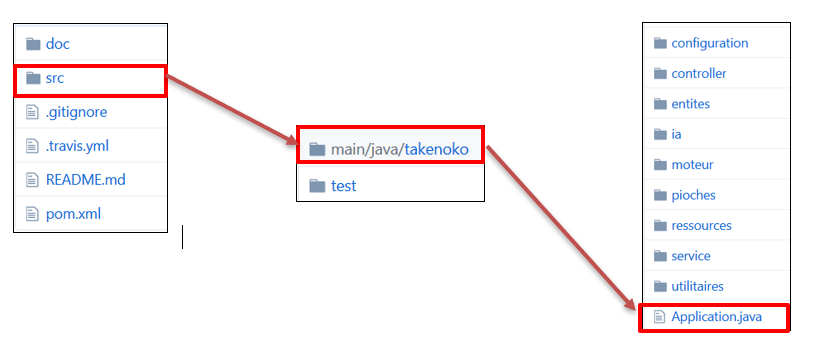 doc
src
.gitignore
.travis.yml
README.md
pom.xml
main/java/takenoko
test
configuration
controller
entites
ia
moteur
pioches
ressources
service
utilitaires
Application.java